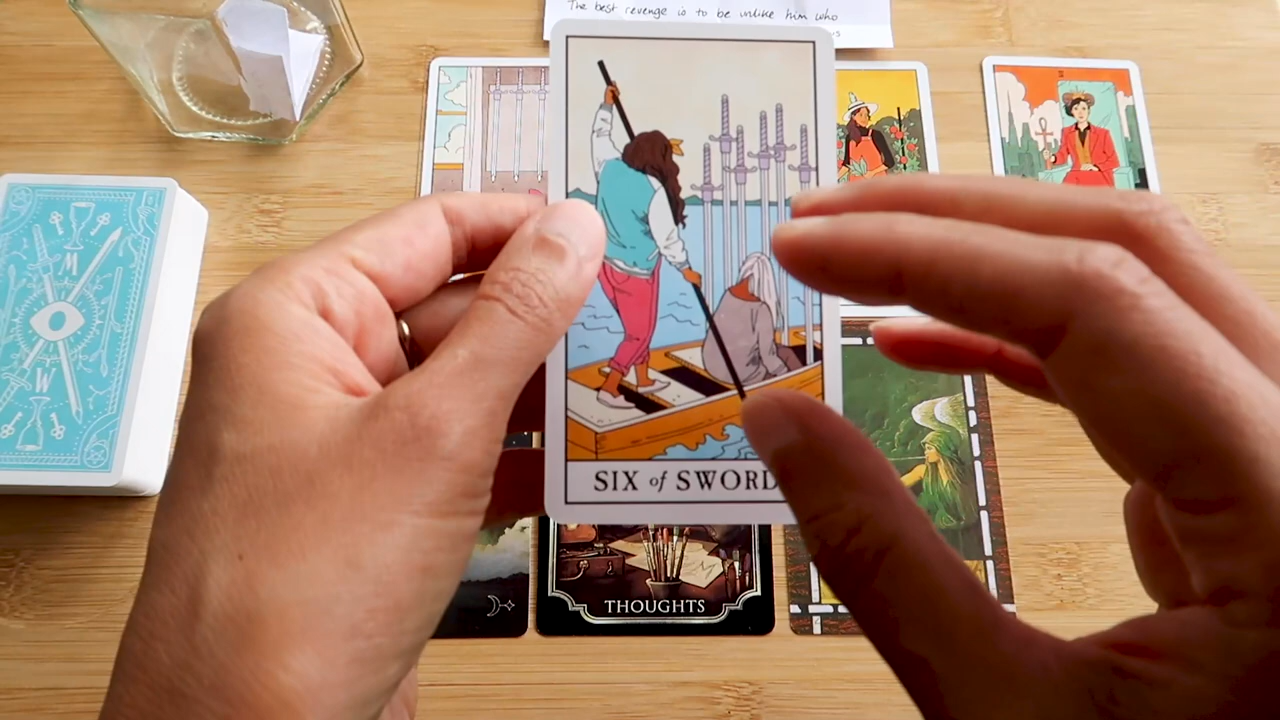 The best revenge is to be unlike him who
M
W
SIX of SWORD
THOUGHTS